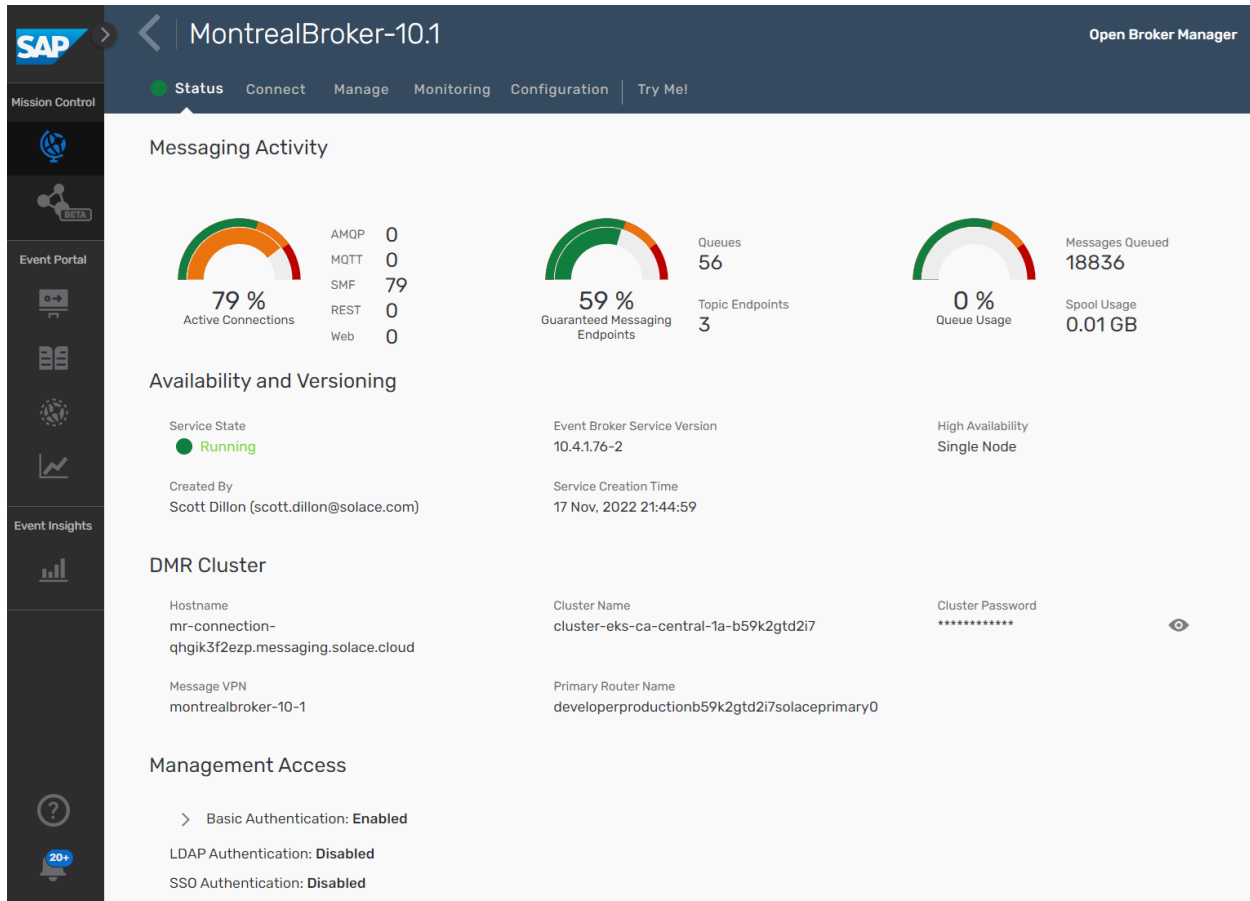 SAP
MontrealBroker-10.1
Open Broker Manager
Status Connect Manage Monitoring Configuration Try Me!
Mission Control
BETA
Event Portal
Event Insights
20+
Messaging Activity
79 %
Active Connections
AMQP 0
MQTT 0
SMF 79
REST 0
Web 0
59 %
Guaranteed Messaging
Endpoints
Queues
56
Topic Endpoints
3
0 %
Queue Usage
Messages Queued
18836
Spool Usage
0.01 GB
Availability and Versioning
Service State
Running
Event Broker Service Version
10.4.1.76-2
High Availability
Single Node
Created By
Scott Dillon (scott.dillon@solace.com)
Service Creation Time
17 Nov, 2022 21:44:59
DMR Cluster
Hostname
mr-connection-
qhgik3f2ezp.messaging.solace.cloud
Cluster Name
cluster-eks-ca-central-1a-b59k2gtd2i7
Cluster Password
************
Message VPN
montrealbroker-10-1
Primary Router Name
developerproductionb59k2gtd2i7solaceprimary0
Management Access
Basic Authentication: Enabled
LDAP Authentication: Disabled
SSO Authentication: Disabled